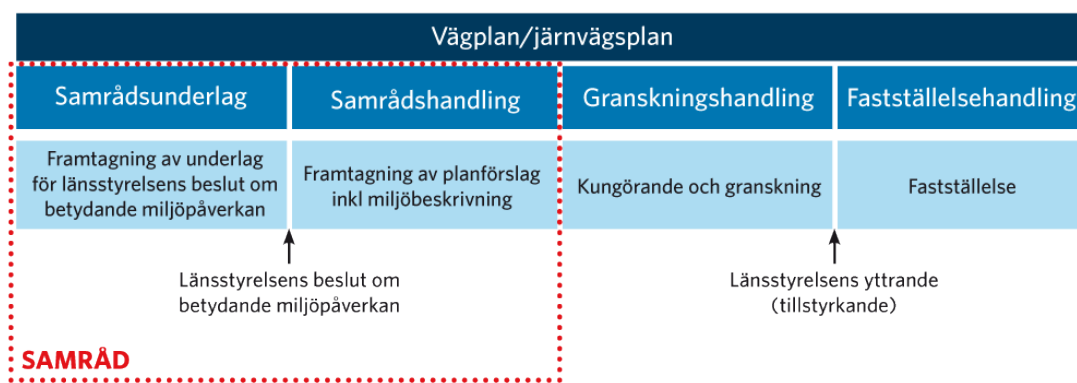 Vägplan/järnvägsplan
Samrådsunderlag
Samrådshandling
Granskningshandling
Fastställelsehandling
Framtagning av underlag
för länsstyrelsens beslut om
betydande miljöpåverkan
Framtagning av planförslag
inkl miljöbeskrivning
Kungörande och granskning
Fastställelse
Länsstyrelsens beslut om
betydande miljöpåverkan
Länsstyrelsens yttrande
(tillstyrkande)
SAMRÅD